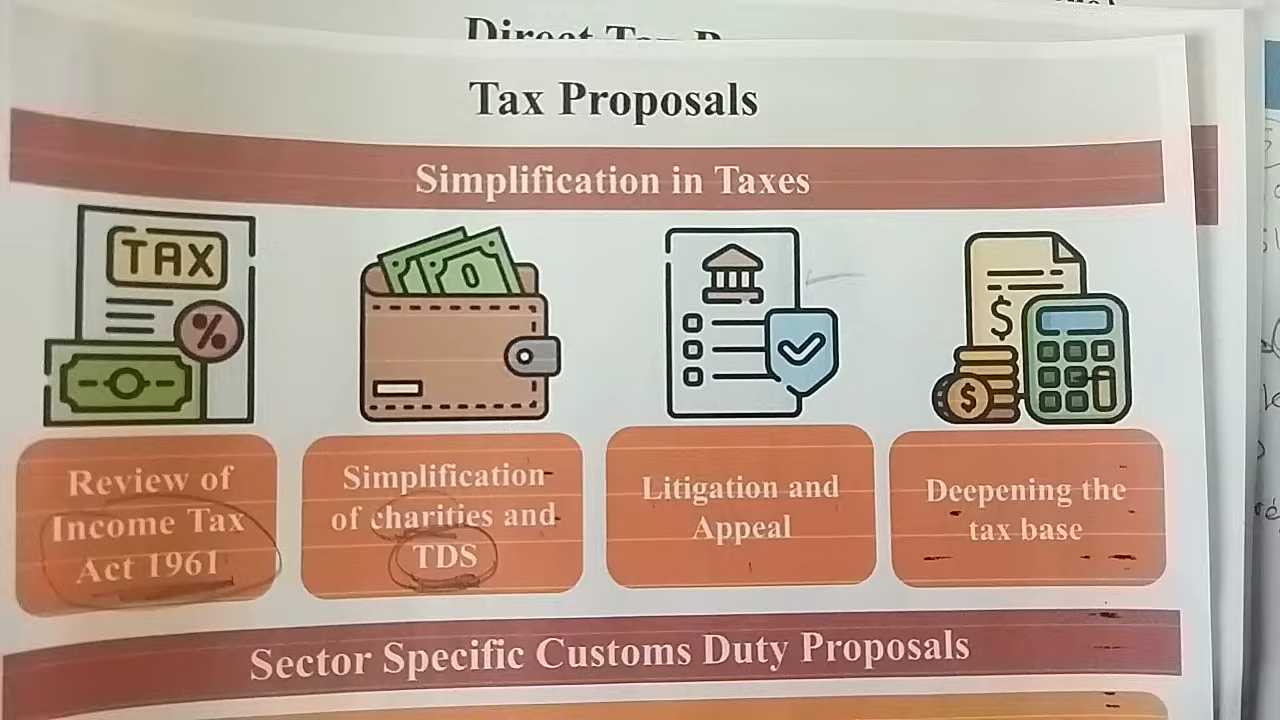 Tax Proposals
Simplification in Taxes
TAX
%
0
$
$
Review of
Income Tax
Act 1961
Simplification
of charities and
TDS
Litigation and
Appeal
Deepening the
tax base
Sector Specific Customs Duty Proposals